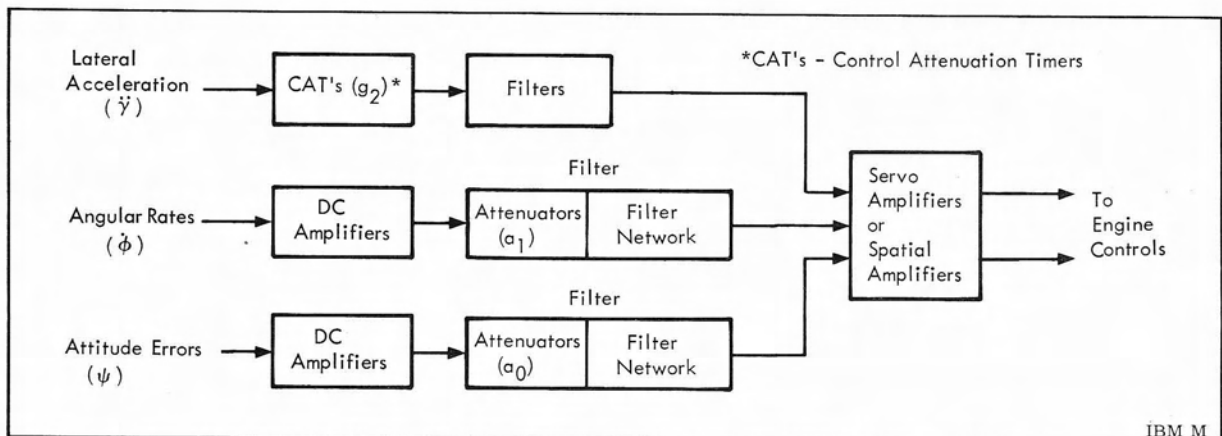 Lateral
Acceleration
(γ̈)
CAT's (g₂)*
Filters
*CAT's - Control Attenuation Timers
Angular Rates
(φ̇)
DC
Amplifiers
Filter
Attenuators
(a₁)
Filter
Network
Attitude Errors
(ψ)
DC
Amplifiers
Filter
Attenuators
(a₀)
Filter
Network
Servo
Amplifiers
or
Spatial
Amplifiers
To
Engine
Controls
IBM M